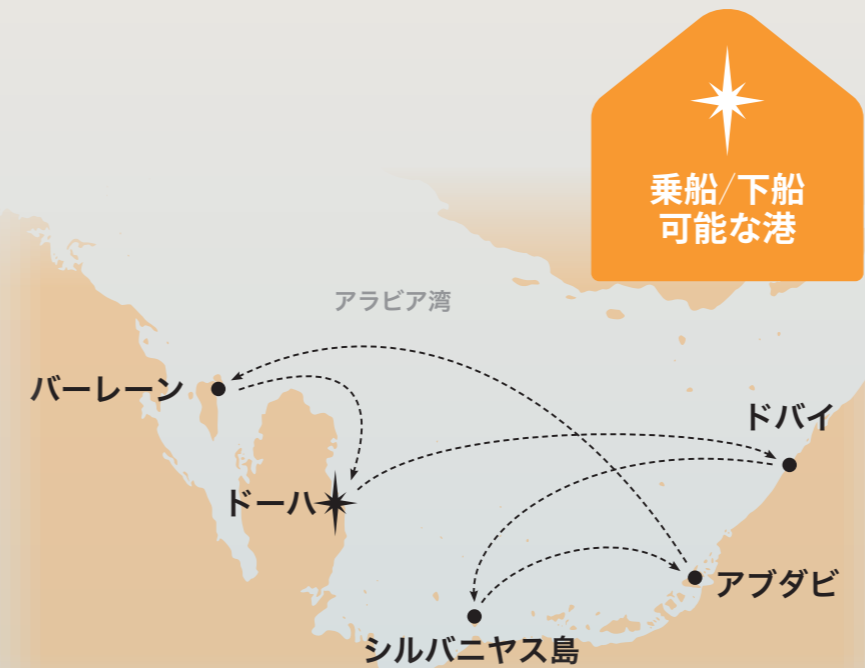 乗船/下船
可能な港
アラビア湾
バーレーン
ドバイ
ドーハ
アブダビ
シルバニヤス島